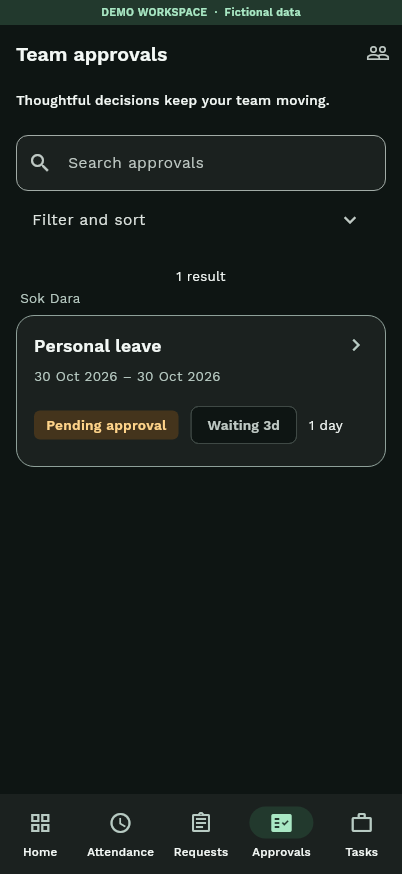 DEMO WORKSPACE · Fictional data
Team approvals
Thoughtful decisions keep your team moving.
Search approvals
Filter and sort
1 result
Sok Dara
Personal leave
30 Oct 2026 – 30 Oct 2026
Pending approval Waiting 3d 1 day
Home Attendance Requests Approvals Tasks